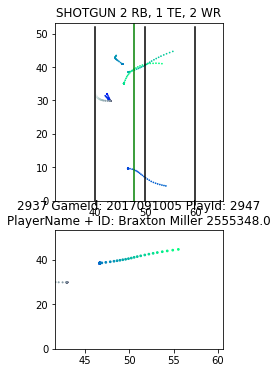 SHOTGUN 2 RB, 1 TE, 2 WR
50
40
30
20
10
0
40 50 60
2937 GameId: 2017091005 PlayId: 2947
PlayerName + ID: Braxton Miller 2555348.0
40
20
0
45 50 55 60